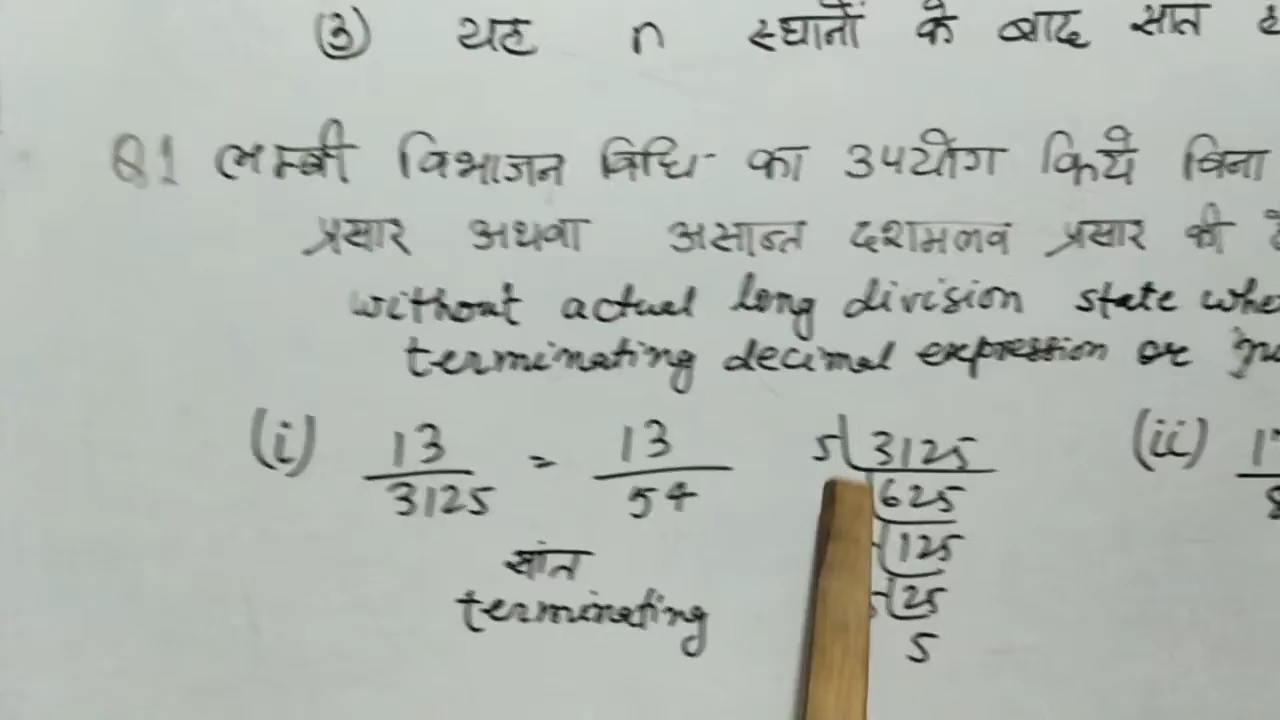 (3) यह n स्थानों के बाद सात
Q1 लम्बी विभाजन विधि का उपयोग किये बिना
प्रसार अथवा असान्त दशमलव प्रसार की
without actual long division state whe
terminating decimal expression or
(i) 13/3125 = 13/54 5 3125 (ii)
625
सांत 125
terminating 25
5